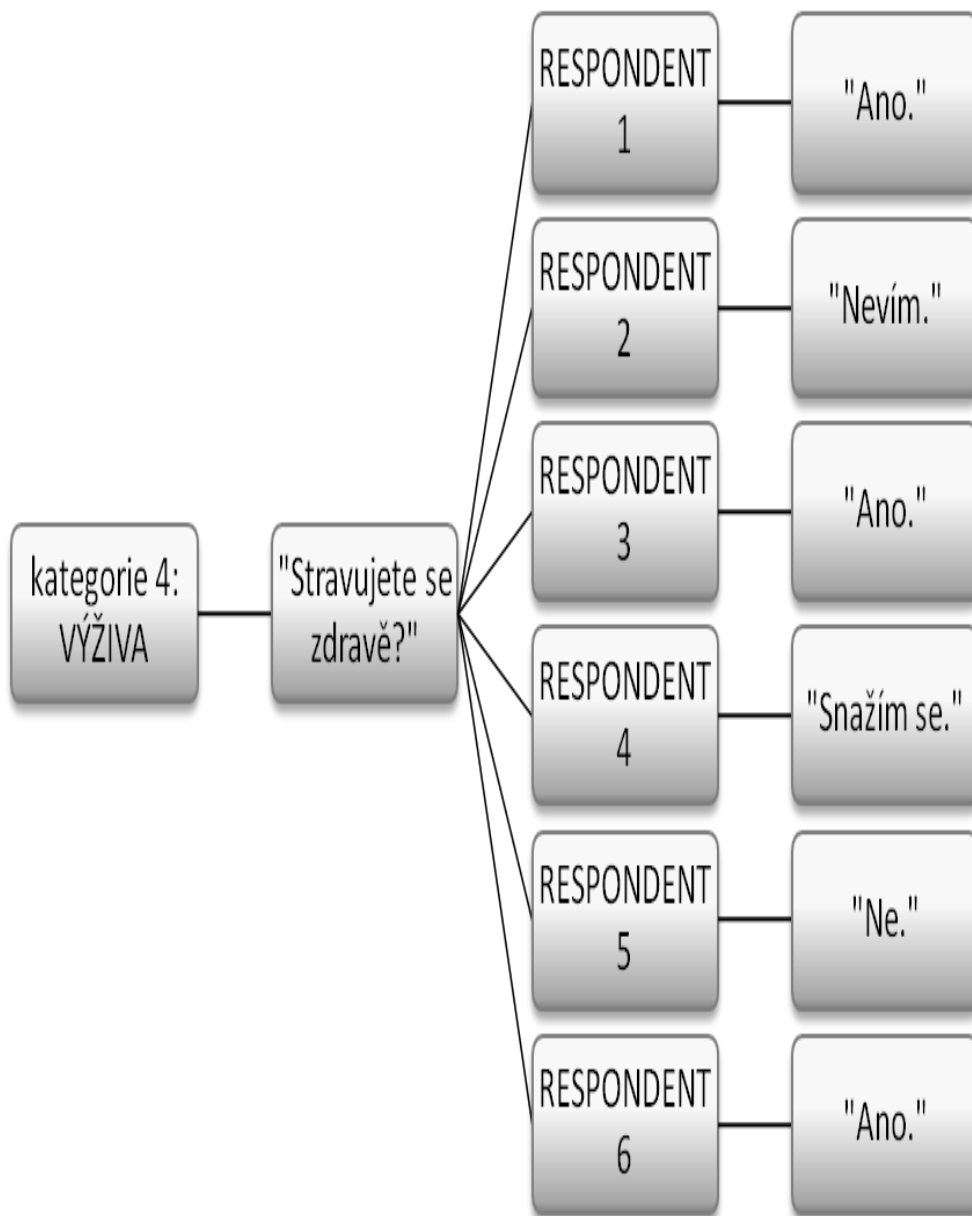 kategorie 4:
VÝŽIVA
"Stravujete se
zdravě?"
RESPONDENT
1
"Ano."
RESPONDENT
2
"Nevím."
RESPONDENT
3
"Ano."
RESPONDENT
4
"Snažím se."
RESPONDENT
5
"Ne."
RESPONDENT
6
"Ano."